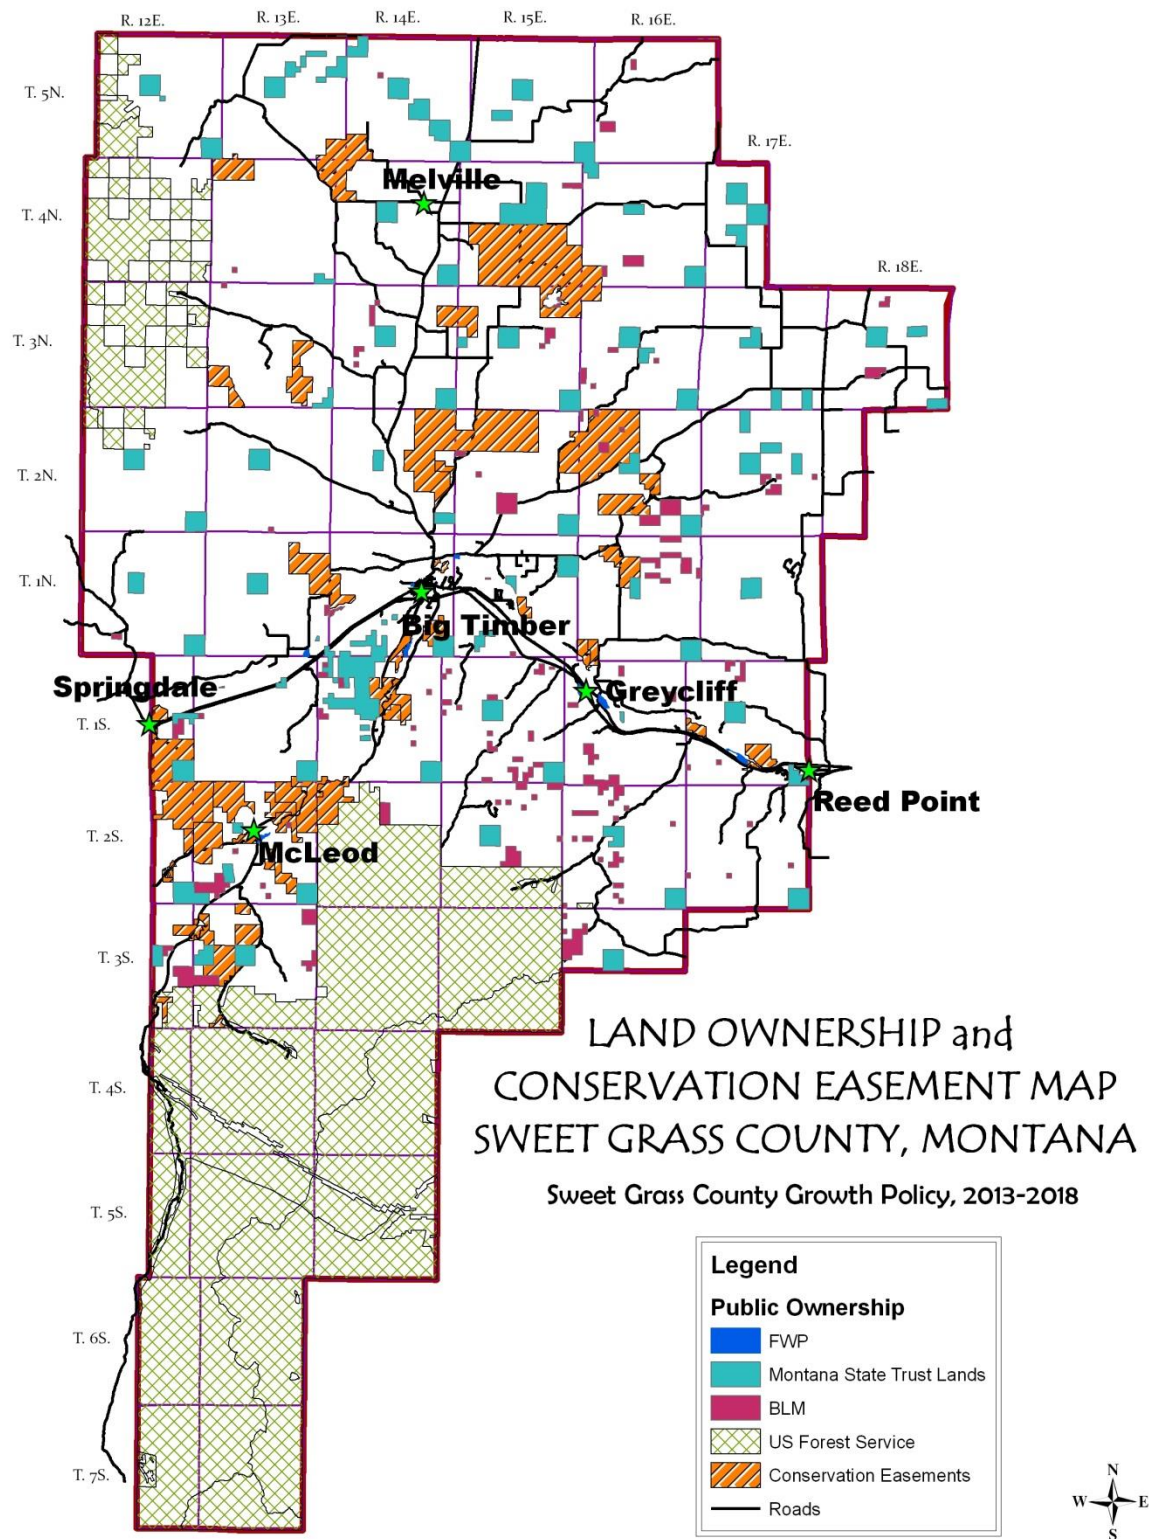 R. 12E.
R. 13E.
R. 14E.
R. 15E.
R. 16E.
T. 5N.
R. 17E.
Melville
T. 4N.
R. 18E.
T. 3N.
T. 2N.
T. 1N.
Big Timber
Springdale
Greycliff
T. 1S.
Reed Point
T. 2S.
McLeod
T. 3S.
LAND OWNERSHIP and
CONSERVATION EASEMENT MAP
SWEET GRASS COUNTY, MONTANA
Sweet Grass County Growth Policy, 2013-2018
T. 4S.
T. 5S.
T. 6S.
T. 7S.
Legend
Public Ownership
FWP
Montana State Trust Lands
BLM
US Forest Service
Conservation Easements
Roads
N
W E
S